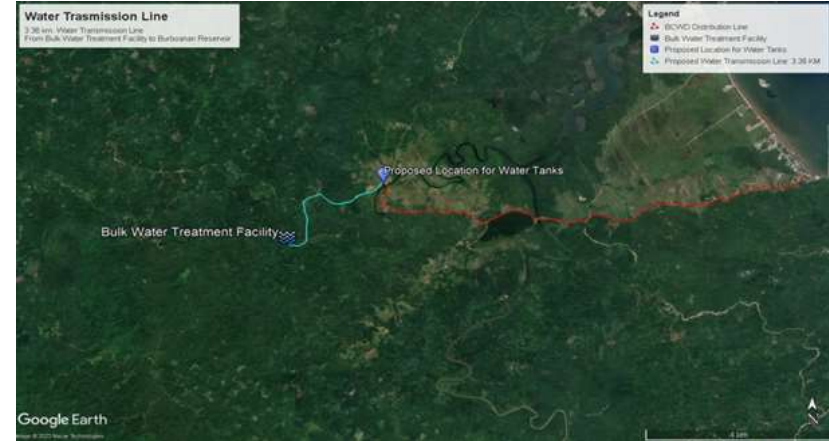 Water Trasmission Line
3.36 km. Water Transmission Line
From Bulk Water Treatment Facility to Burboanan Reservoir
Legend
BCWD Distribution Line
Bulk Water Treatment Facility
Proposed Location for Water Tanks
Proposed Water Transmission Line: 3.36 KM
Proposed Location for Water Tanks
Bulk Water Treatment Facility
Google Earth
N
4 km